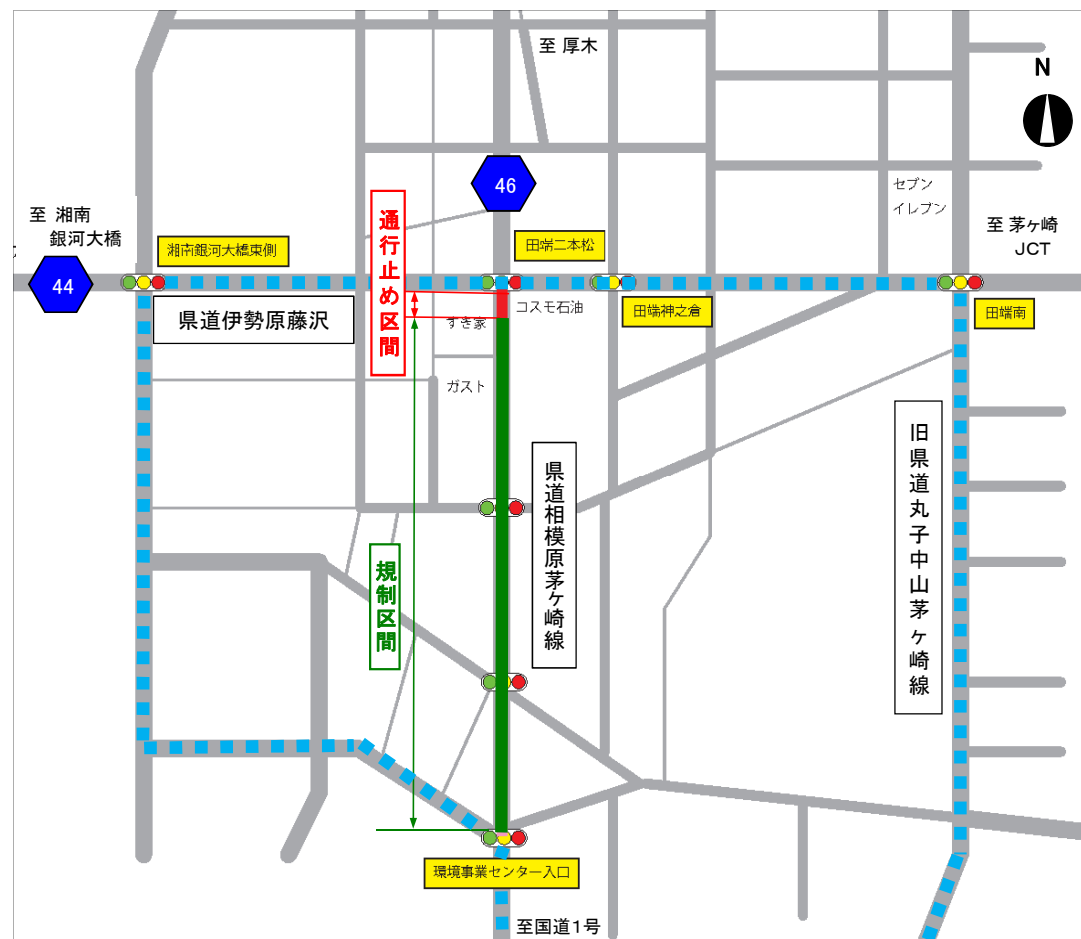 至 厚木
N
46
セブン
イレブン
至 湘南
銀河大橋
通行止め区間
至 茅ヶ崎
JCT
湘南銀河大橋東側
田端二本松
44
県道伊勢原藤沢
コスモ石油
すき家
田端神之倉
田端南
ガスト
旧県道丸子中山茅ヶ崎線
県道相模原茅ヶ崎線
規制区間
環境事業センター入口
至国道1号